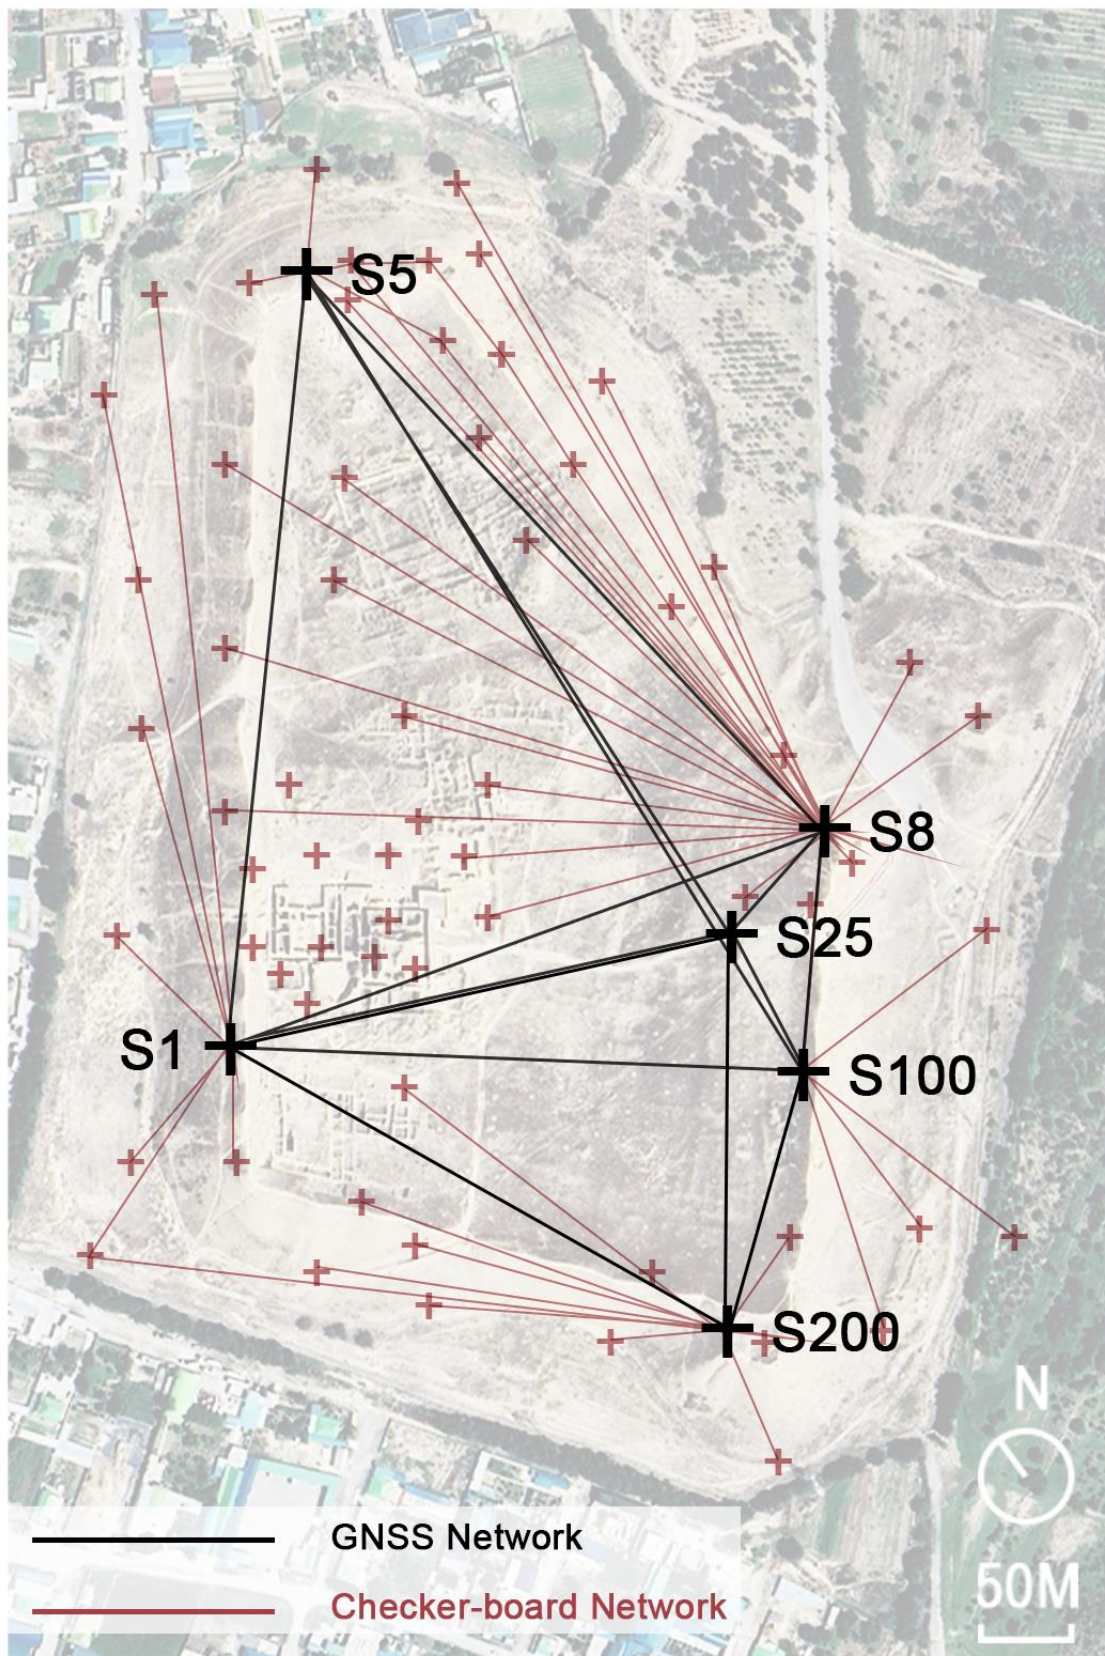 S5
S8
S25
S1
S100
S200
N
GNSS Network
50M
Checker-board Network